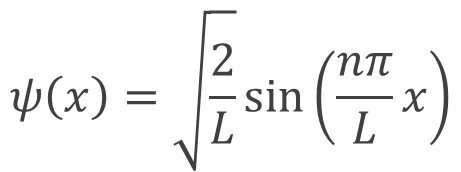 ψ(x) = √(2/L) sin(nπ/L x)